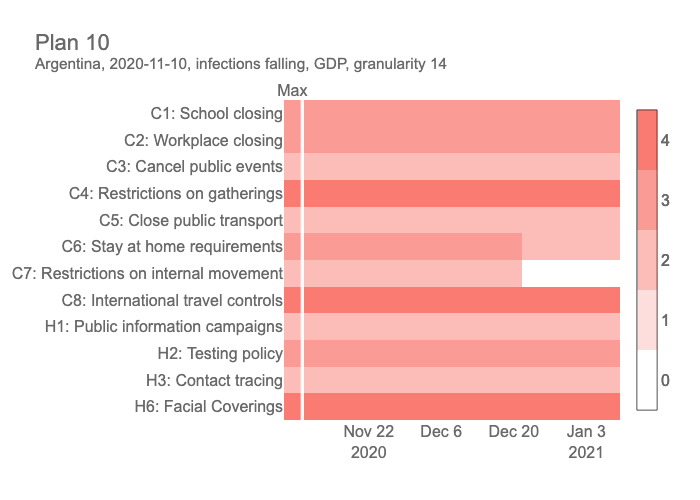 Plan 10
Argentina, 2020-11-10, infections falling, GDP, granularity 14
Max
C1: School closing
C2: Workplace closing
C3: Cancel public events
C4: Restrictions on gatherings
C5: Close public transport
C6: Stay at home requirements
C7: Restrictions on internal movement
C8: International travel controls
H1: Public information campaigns
H2: Testing policy
H3: Contact tracing
H6: Facial Coverings
Nov 22 Dec 6 Dec 20 Jan 3
2020 2021
4
3
2
1
0